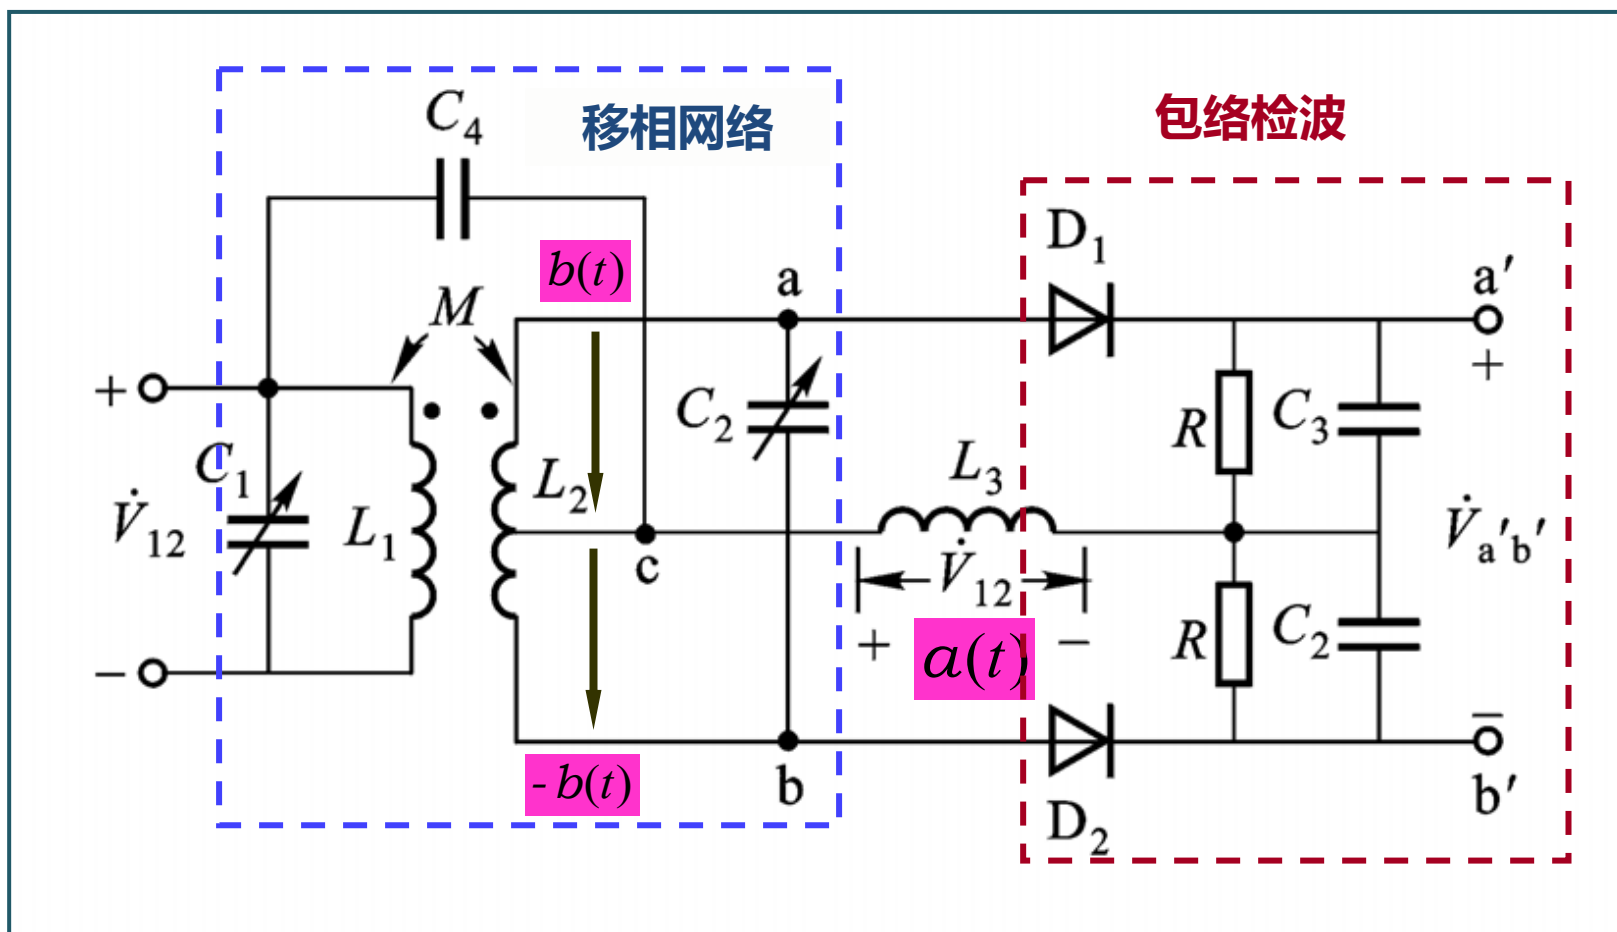 移相网络
包络检波
C4
D1
b(t)
a
a′
M
+
+
C1
C2
R
C3
L3
L2
V̇12
L1
c
V̇12
V̇a′b′
+
a(t)
−
R
C2
−
−
-b(t)
b
b′
D2